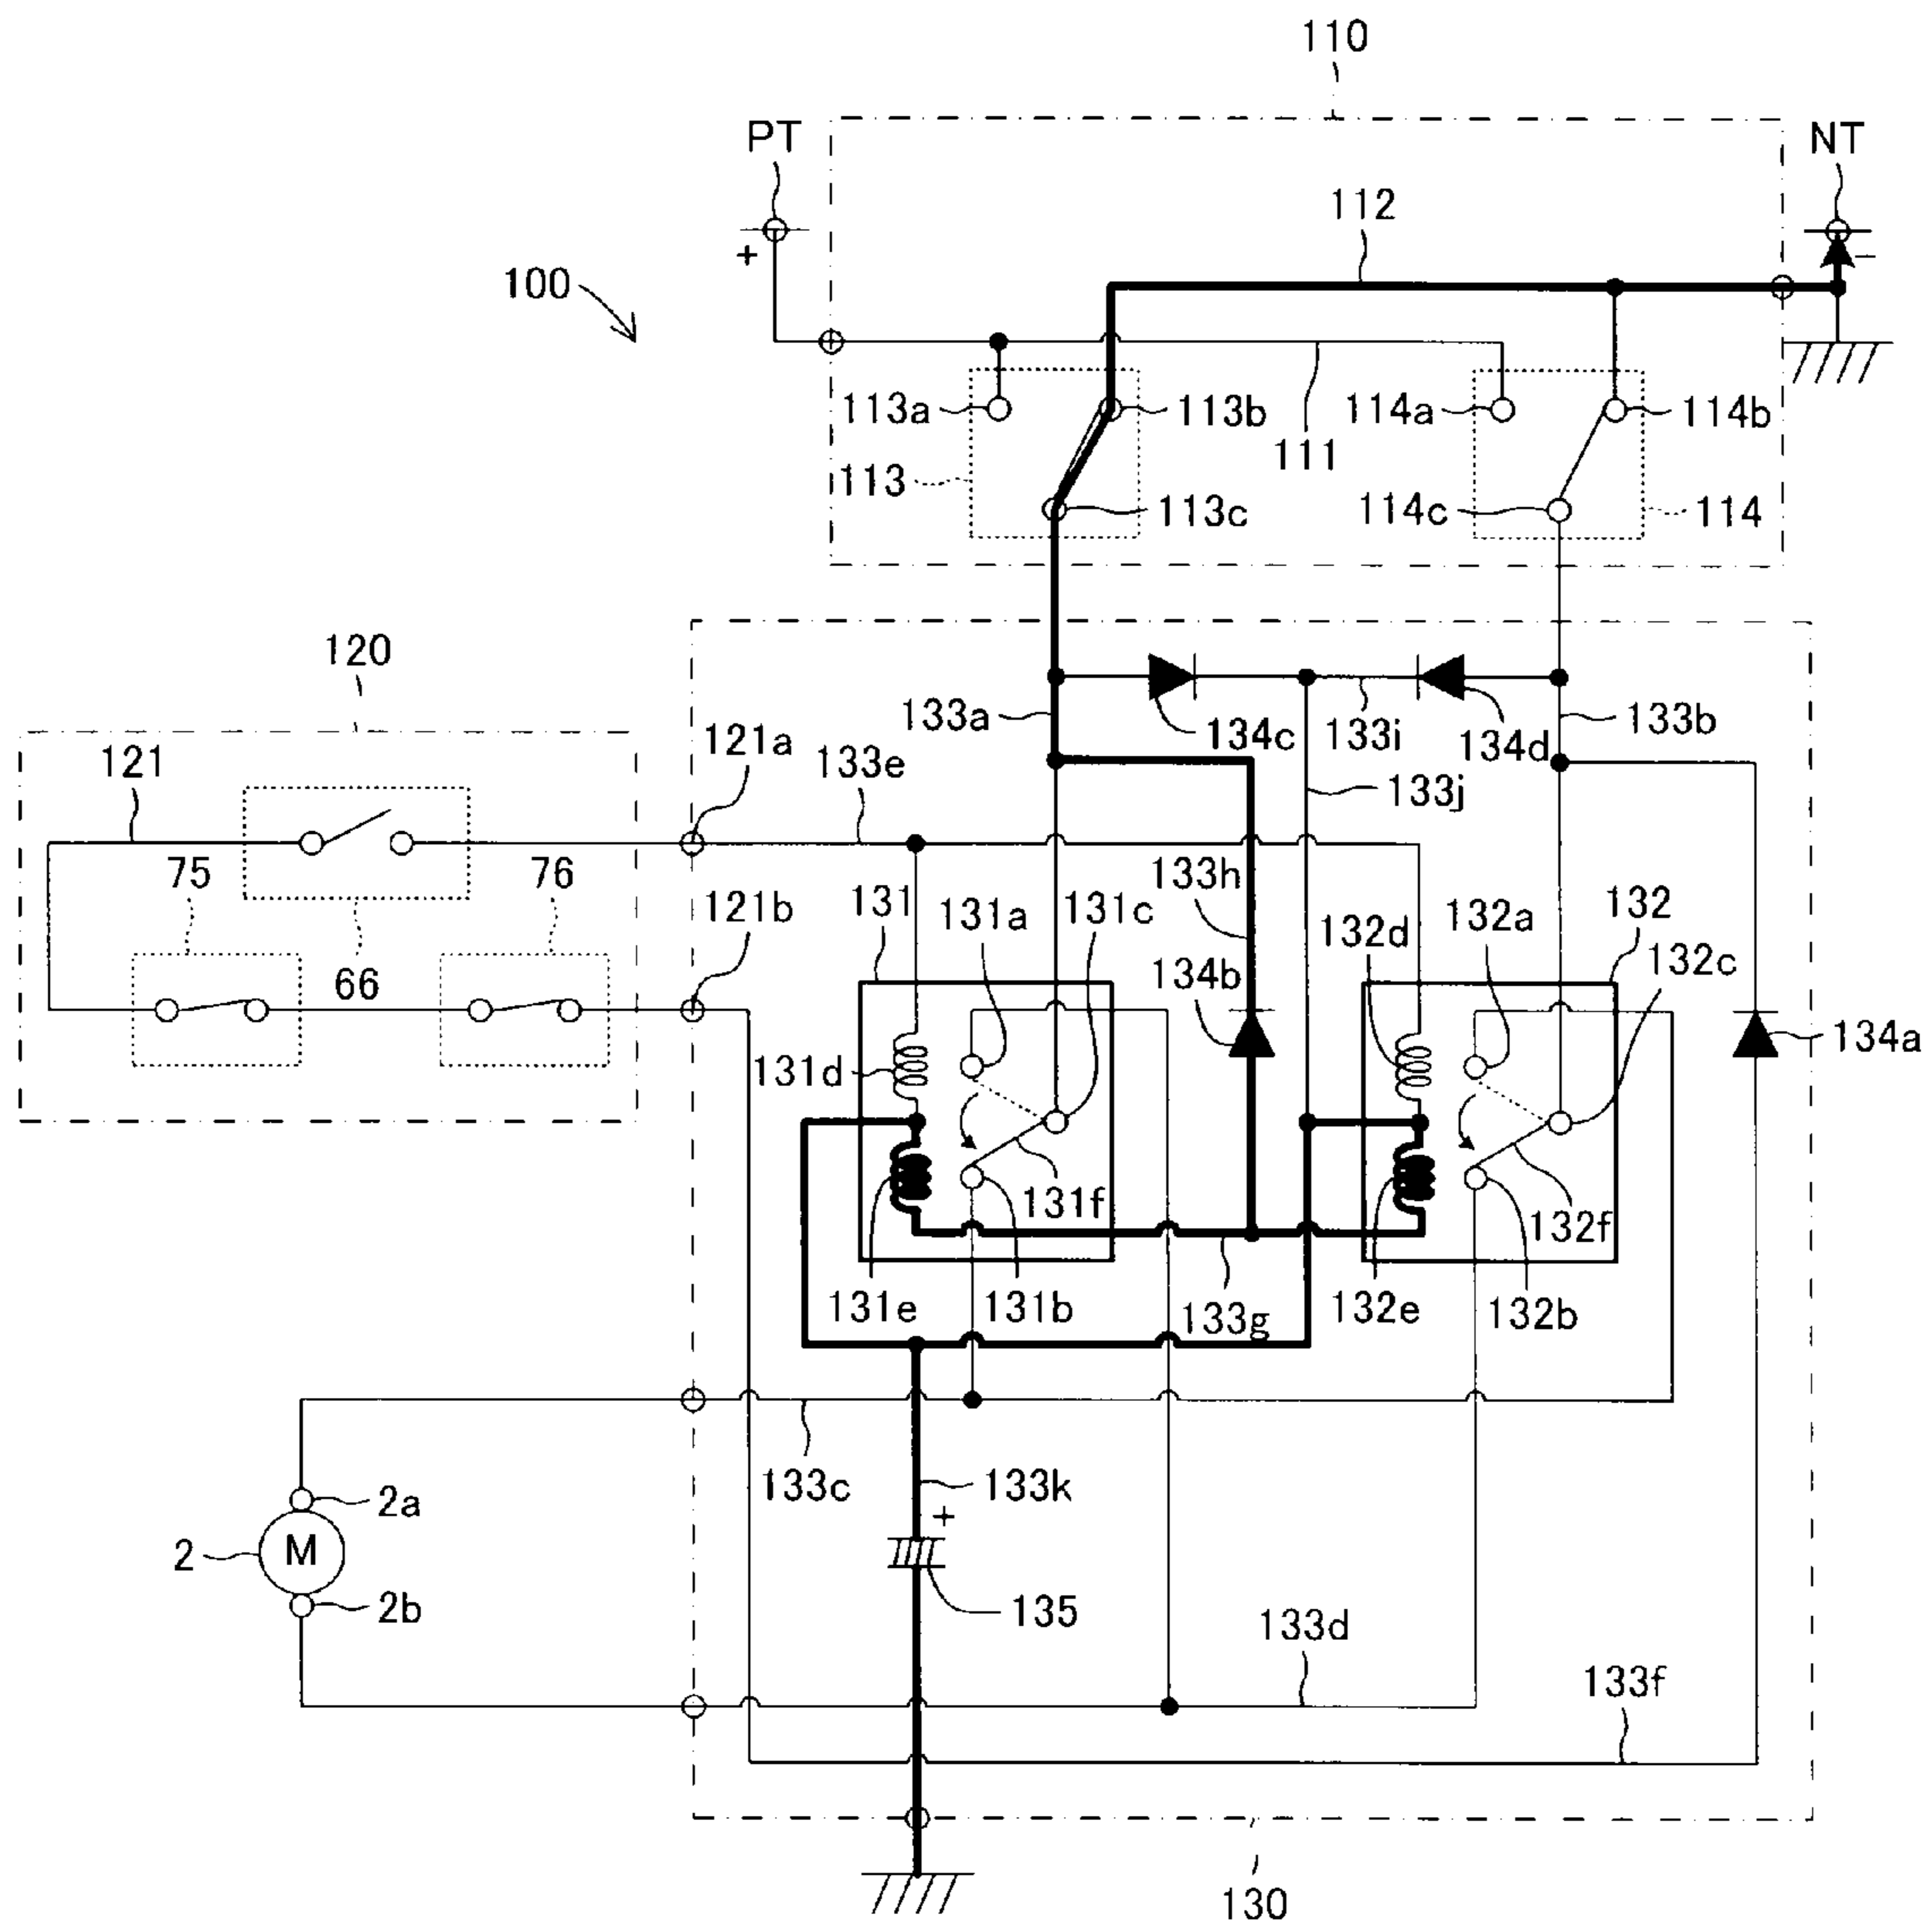 110
PT
NT
112
+
−
100
113a
113b
114a
114b
111
113
113c
114c
114
120
133a
134c
133i
134d
133b
121
121a
133e
133j
75
76
133h
121b
131
131a
131c
132d
132a
132
132c
66
134b
134a
131d
131f
132f
131e
131b
133g
132e
132b
133c
133k
2a
+
2
M
2b
135
133d
133f
130